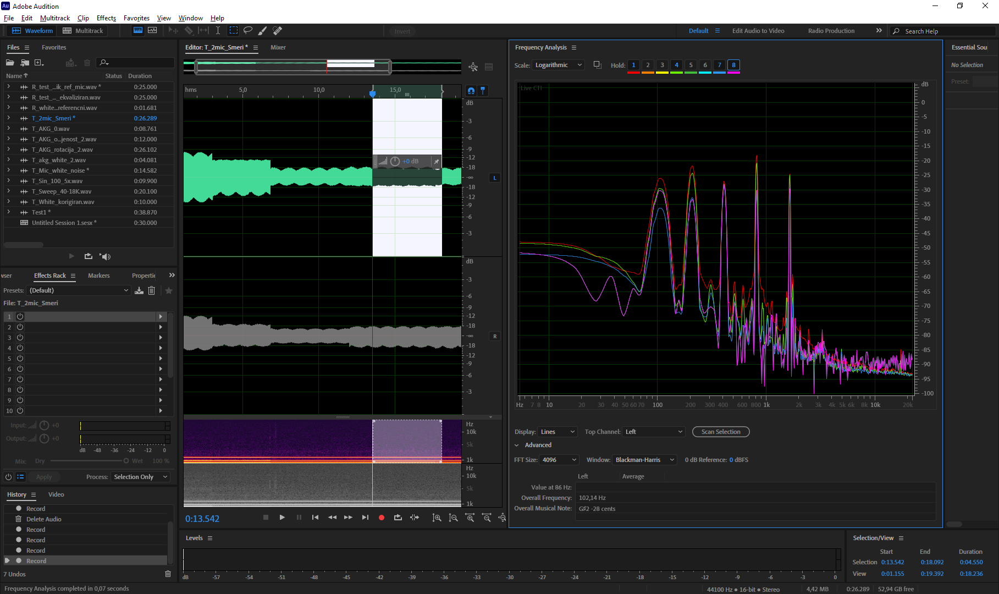 Au Adobe Audition
File Edit Multitrack Clip Effects Favorites View Window Help
Waveform Multitrack Invert Default Edit Audio to Video Radio Production Search Help
Files Favorites
Name Status Duration
R_test_...ik_ref_mic.wav * 0:25.000
R_test_..._ekvaliziran.wav 0:25.000
R_white...referencni.wav 0:01.681
T_2mic_Smeri * 0:26.289
T_AKG_0.wav 0:08.761
T_AKG_o...jenost_2.wav 0:12.000
T_AKG_rotacija_2.wav 0:26.102
T_akg_white_2.wav 0:04.081
T_Mic_white_noise * 0:14.582
T_Sin_100_5x.wav 0:09.900
T_Sweep_40-18K.wav 0:20.100
T_White_korigiran.wav 0:10.000
Test1 * 0:38.870
Untitled Session 1.sesx * 0:30.000
wser Effects Rack Markers Properti
Presets: (Default)
File: T_2mic_Smeri
1
2
3
4
5
6
7
8
9
10
Input: +0
Output: +0
dB -48 -36 -24 -12 0
Mix: Dry Wet 100 %
Apply Process: Selection Only
History Video
Record
Delete Audio
Record
Record
Record
Record
7 Undos
Editor: T_2mic_Smeri * Mixer
hms 5,0 10,0 15,0
dB
-3
-6
-9
-12
-18
-∞
-18
-12
-9
-6
-3
+0 dB
L
dB
-3
-6
-9
-12
-18
-∞
-18
-12
-9
-6
-3
R
Hz
10k
5k
1k
Hz
10k
5k
1k
0:13.542
Frequency Analysis
Scale: Logarithmic Hold: 1 2 3 4 5 6 7 8
Live CTI
dB
0
-5
-10
-15
-20
-25
-30
-35
-40
-45
-50
-55
-60
-65
-70
-75
-80
-85
-90
-95
-100
Hz 7 8 10 20 30 40 50 60 70 100 200 300 400 600 800 1k 2k 3k 4k 5k 6k 8k 10k 20k
Display: Lines Top Channel: Left Scan Selection
Advanced
FFT Size: 4096 Window: Blackman-Harris 0 dB Reference: 0 dBFS
Left Average
Value at 86 Hz:
Overall Frequency: 102,14 Hz
Overall Musical Note: G♯2 -28 cents
Essential Sou
No Selection
Preset:
Levels
dB -57 -54 -51 -48 -45 -42 -39 -36 -33 -30 -27 -24 -21 -18 -15 -12 -9 -6 -3 0
Selection/View
Start End Duration
Selection 0:13.542 0:18.092 0:04.550
View 0:01.155 0:19.392 0:18.236
Frequency Analysis completed in 0,07 seconds
44100 Hz ● 16-bit ● Stereo 4,42 MB 0:26.289 52,94 GB free